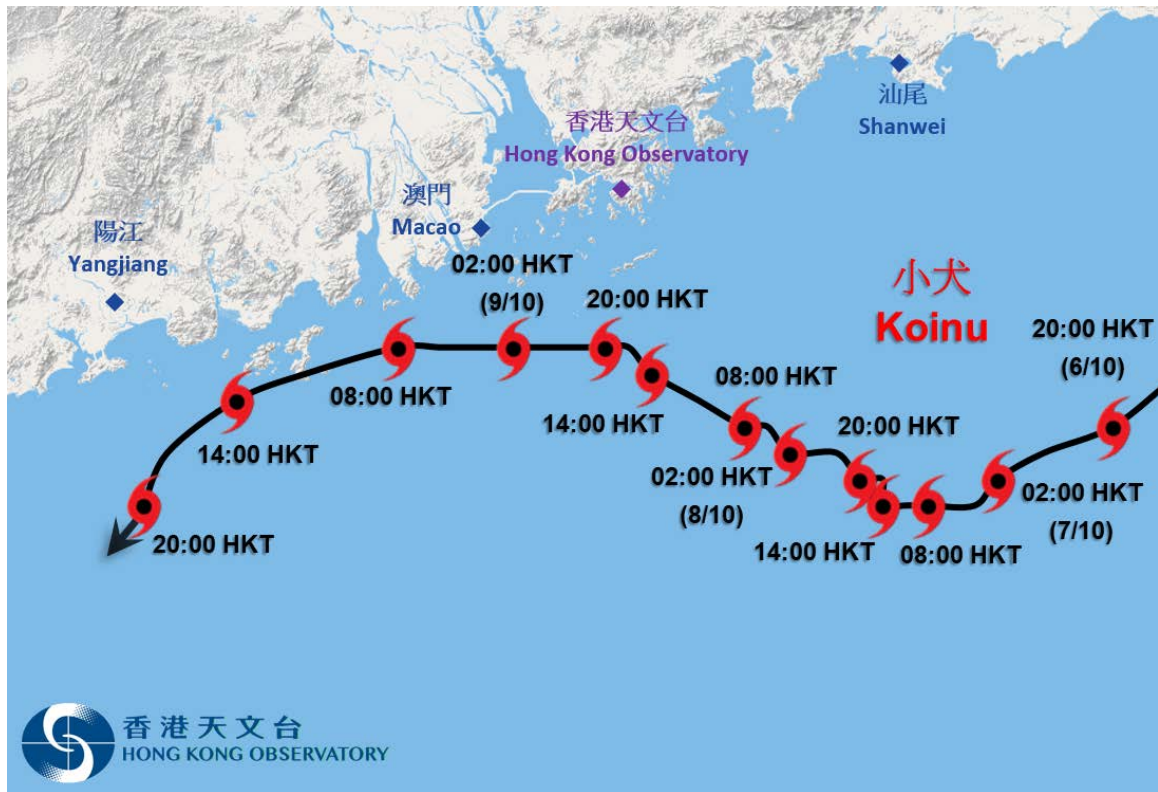 汕尾
Shanwei
香港天文台
Hong Kong Observatory
澳門
Macao
陽江
Yangjiang
小犬
Koinu
20:00 HKT
(6/10)
02:00 HKT
(7/10)
08:00 HKT
14:00 HKT
20:00 HKT
02:00 HKT
(8/10)
08:00 HKT
14:00 HKT
20:00 HKT
02:00 HKT
(9/10)
08:00 HKT
14:00 HKT
20:00 HKT
香港天文台
HONG KONG OBSERVATORY